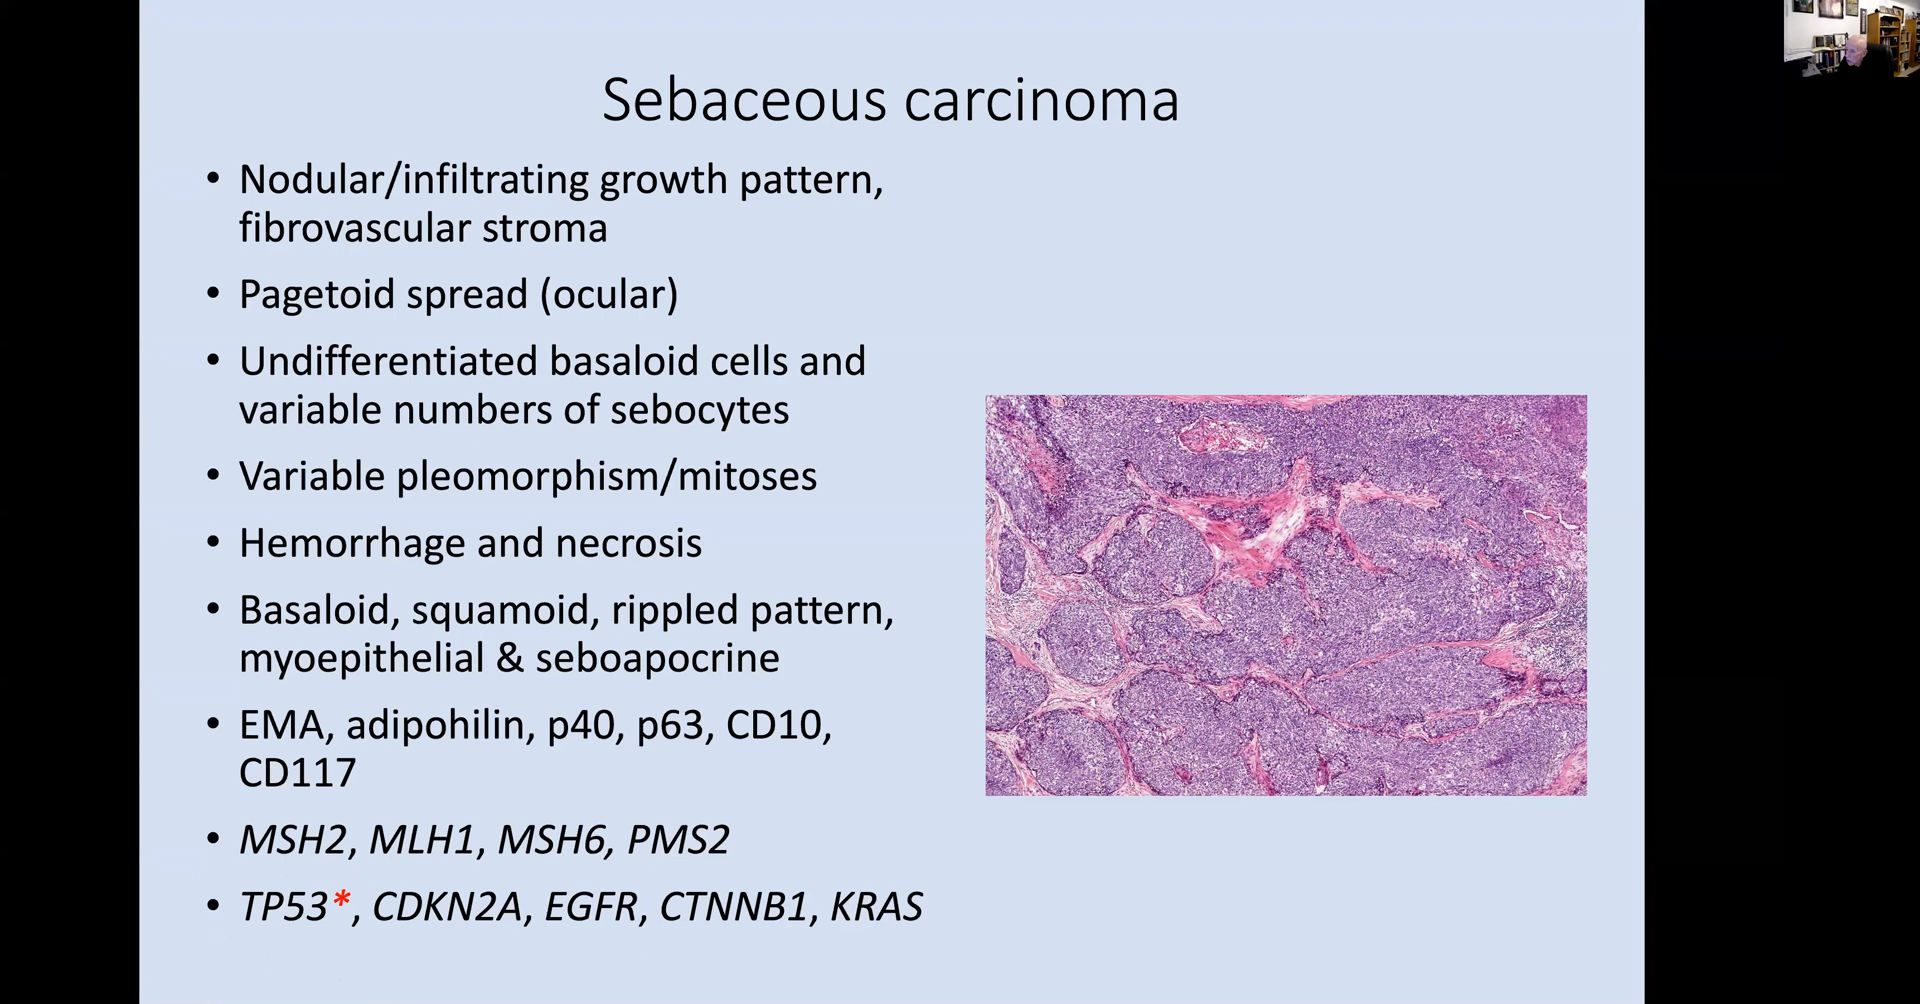 Sebaceous carcinoma
• Nodular/infiltrating growth pattern,
fibrovascular stroma
• Pagetoid spread (ocular)
• Undifferentiated basaloid cells and
variable numbers of sebocytes
• Variable pleomorphism/mitoses
• Hemorrhage and necrosis
• Basaloid, squamoid, rippled pattern,
myoepithelial & seboapocrine
• EMA, adipohilin, p40, p63, CD10,
CD117
• MSH2, MLH1, MSH6, PMS2
• TP53*, CDKN2A, EGFR, CTNNB1, KRAS